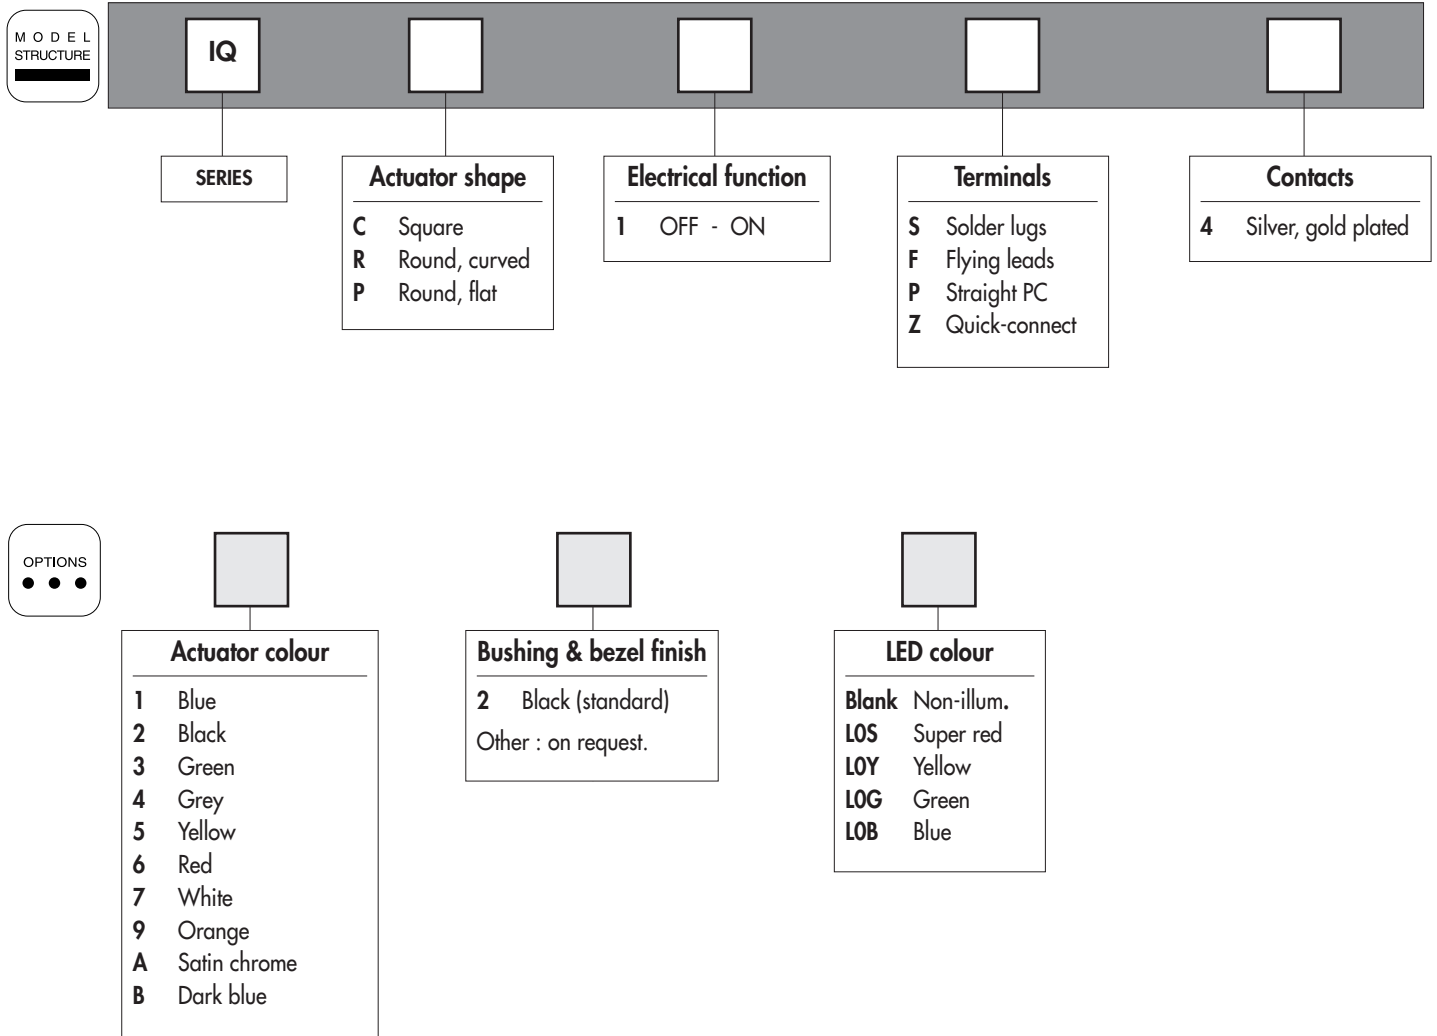 MODEL
STRUCTURE
IQ
SERIES
Actuator shape
C Square
R Round, curved
P Round, flat
Electrical function
1 OFF - ON
Terminals
S Solder lugs
F Flying leads
P Straight PC
Z Quick-connect
Contacts
4 Silver, gold plated
OPTIONS
Actuator colour
1 Blue
2 Black
3 Green
4 Grey
5 Yellow
6 Red
7 White
9 Orange
A Satin chrome
B Dark blue
Bushing & bezel finish
2 Black (standard)
Other : on request.
LED colour
Blank Non-illum.
L0S Super red
L0Y Yellow
L0G Green
L0B Blue